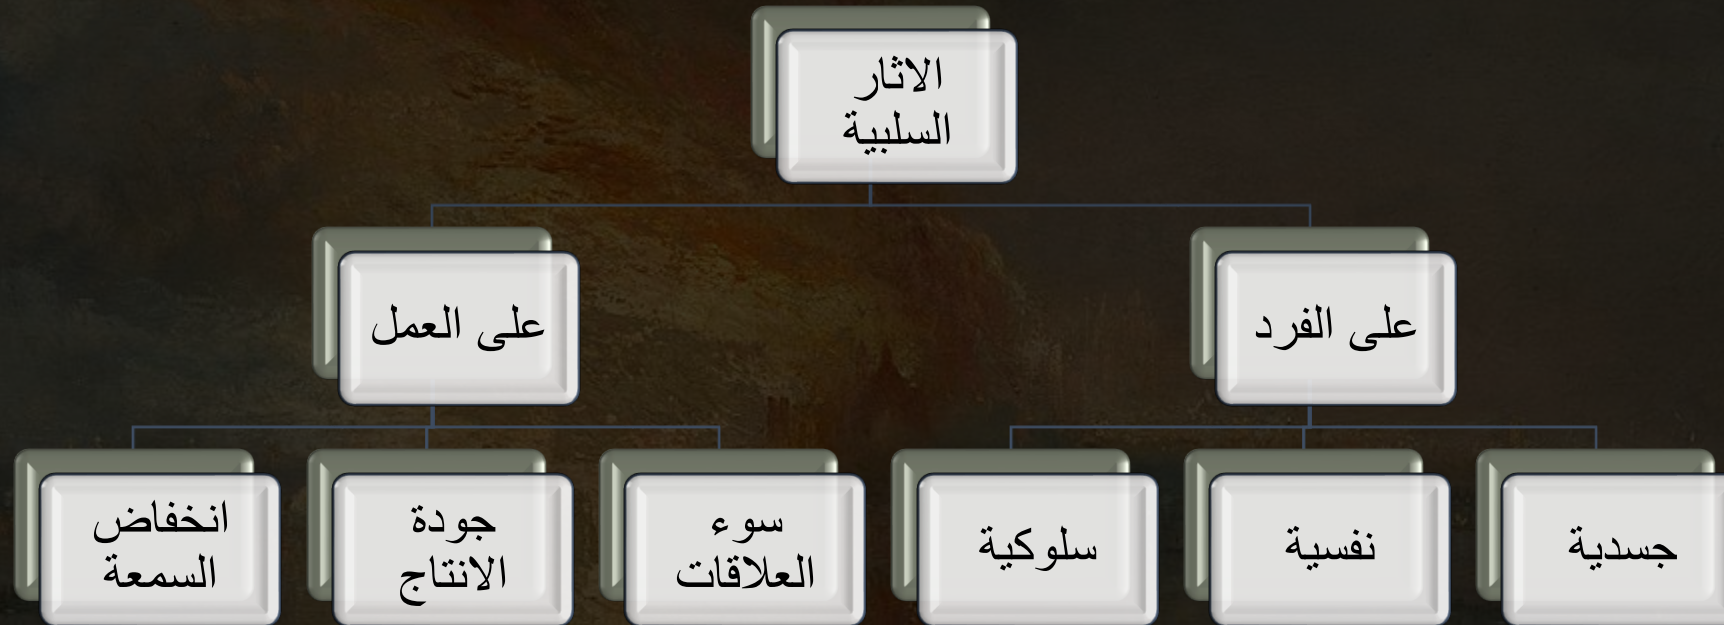 الاثار
السلبية
على الفرد
على العمل
جسدية
نفسية
سلوكية
سوء
العلاقات
جودة
الانتاج
انخفاض
السمعة